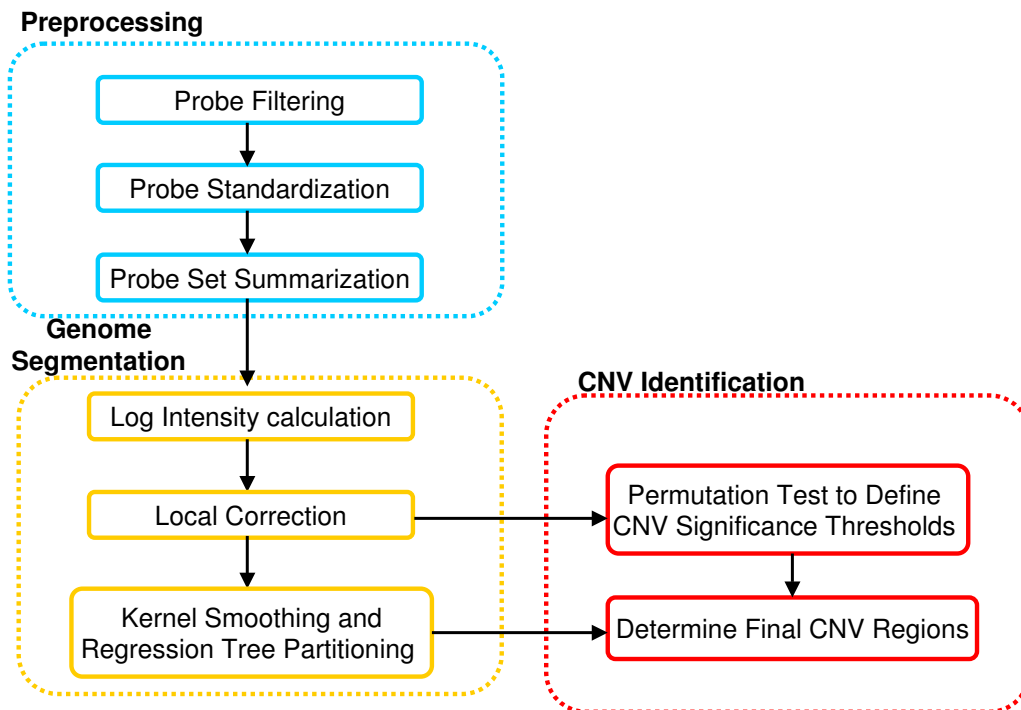 Preprocessing
Probe Filtering
Probe Standardization
Probe Set Summarization
Genome
Segmentation
Log Intensity calculation
Local Correction
Kernel Smoothing and
Regression Tree Partitioning
CNV Identification
Permutation Test to Define
CNV Significance Thresholds
Determine Final CNV Regions